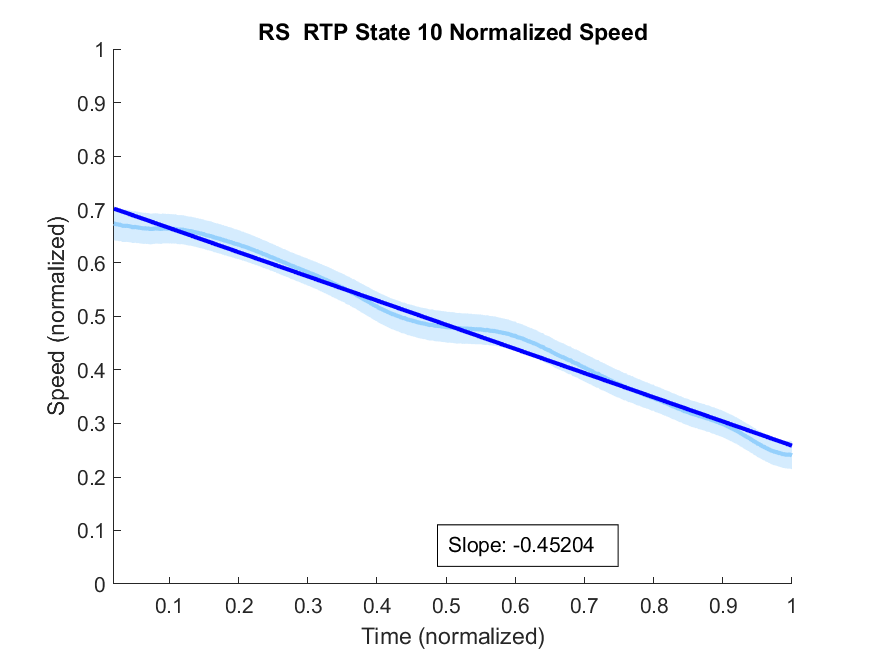 RS  RTP State 10 Normalized Speed
1
0.9
0.8
0.7
0.6
0.5
0.4
0.3
0.2
0.1
0
Speed (normalized)
Slope: -0.45204
0.1 0.2 0.3 0.4 0.5 0.6 0.7 0.8 0.9 1
Time (normalized)